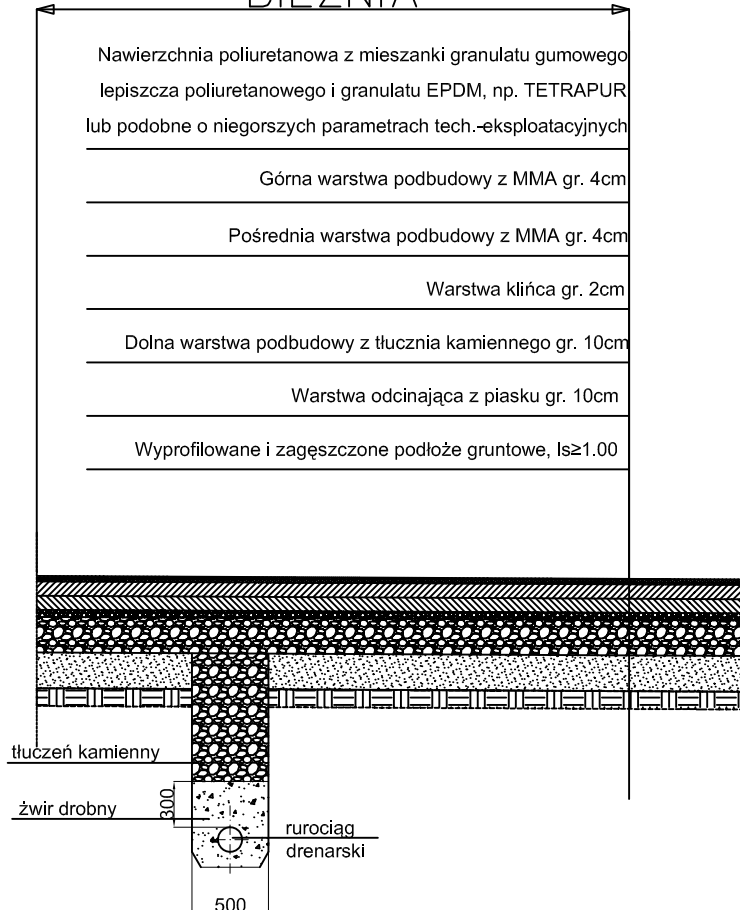 BIEŻNIA
Nawierzchnia poliuretanowa z mieszanki granulatu gumowego
lepiszcza poliuretanowego i granulatu EPDM, np. TETRAPUR
lub podobne o niegorszych parametrach tech.-eksploatacyjnych
Górna warstwa podbudowy z MMA gr. 4cm
Pośrednia warstwa podbudowy z MMA gr. 4cm
Warstwa klińca gr. 2cm
Dolna warstwa podbudowy z tłucznia kamiennego gr. 10cm
Warstwa odcinająca z piasku gr. 10cm
Wyprofilowane i zagęszczone podłoże gruntowe, Is≥1.00
tłuczeń kamienny
żwir drobny
300
rurociąg
drenarski
500